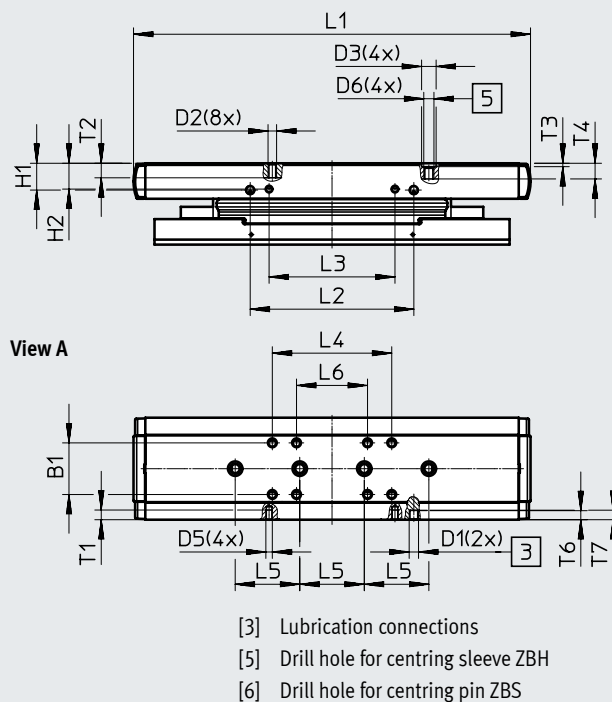 L1
D3(4x)
D6(4x)
5
D2(8x)
T2
T3
T4
H1
H2
L3
L2
View A
L4
L6
B1
T1
D5(4x)
D1(2x)
3
T6
T7
L5
L5
L5
[3] Lubrication connections
[5] Drill hole for centring sleeve ZBH
[6] Drill hole for centring pin ZBS